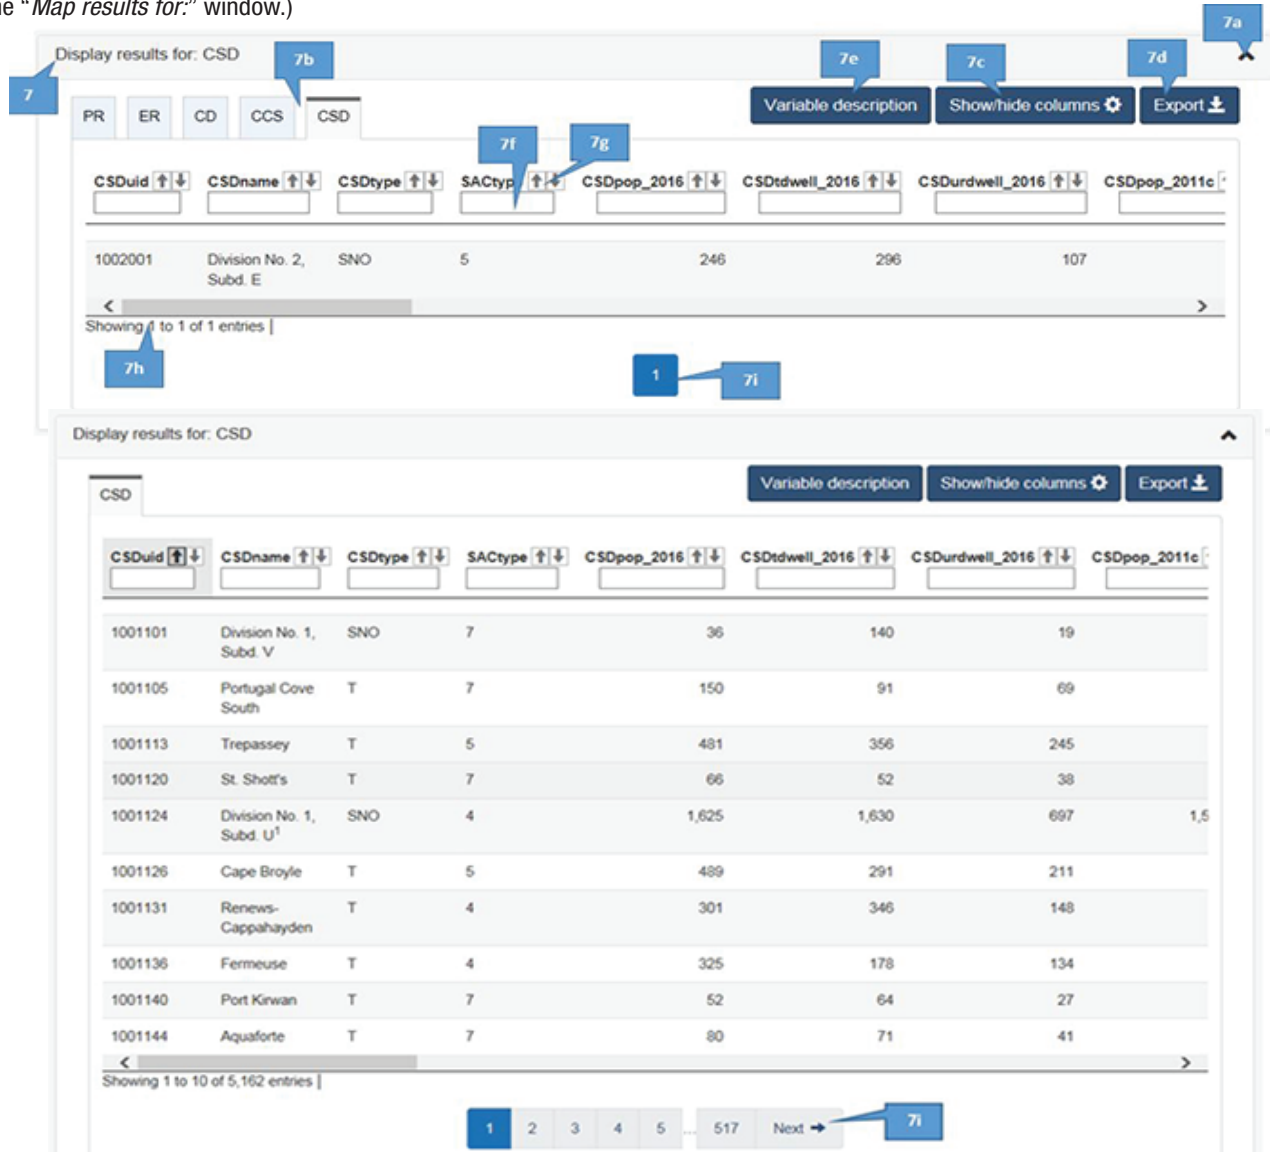 ne “Map results for:” window.)
7a
Display results for: CSD
7b
7e
7c
7d
7
PR ER CD CCS CSD
Variable description Show/hide columns Export
7f
7g
CSDuid CSDname CSDtype SACtype CSDpop_2016 CSDtdwell_2016 CSDurdwell_2016 CSDpop_2011c
1002001 Division No. 2, SNO 5 246 296 107
Subd. E
Showing 1 to 1 of 1 entries |
7h
1
7i
Display results for: CSD
CSD
Variable description Show/hide columns Export
CSDuid CSDname CSDtype SACtype CSDpop_2016 CSDtdwell_2016 CSDurdwell_2016 CSDpop_2011c
1001101 Division No. 1, SNO 7 36 140 19
Subd. V
1001105 Portugal Cove T 7 150 91 69
South
1001113 Trepassey T 5 481 356 245
1001120 St. Shott's T 7 66 52 38
1001124 Division No. 1, SNO 4 1,625 1,630 697 1,5
Subd. U¹
1001126 Cape Broyle T 5 489 291 211
1001131 Renews- T 4 301 346 148
Cappahayden
1001136 Fermeuse T 4 325 178 134
1001140 Port Kirwan T 7 52 64 27
1001144 Aquaforte T 7 80 71 41
Showing 1 to 10 of 5,162 entries |
1 2 3 4 5 ... 517 Next
7i